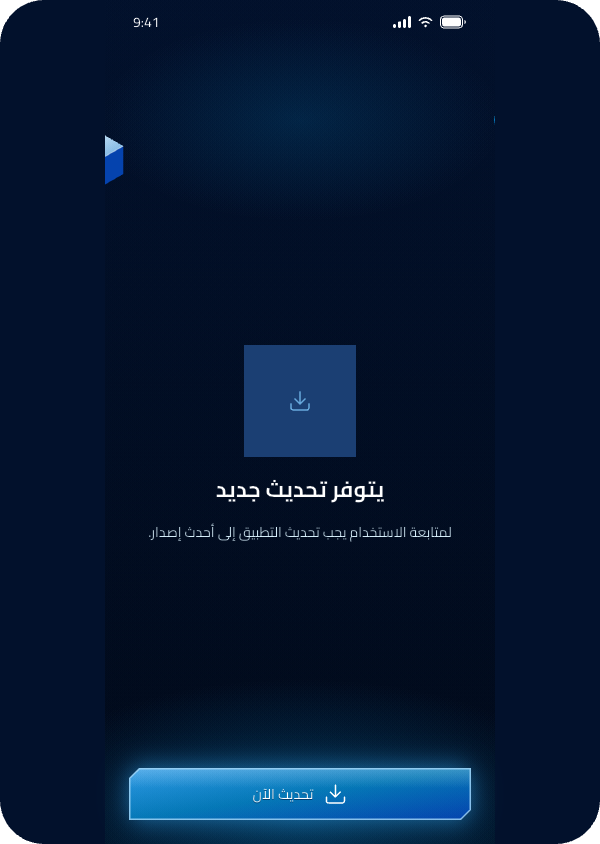 9:41
يتوفر تحديث جديد
لمتابعة الاستخدام يجب تحديث التطبيق إلى أحدث إصدار.
تحديث الآن